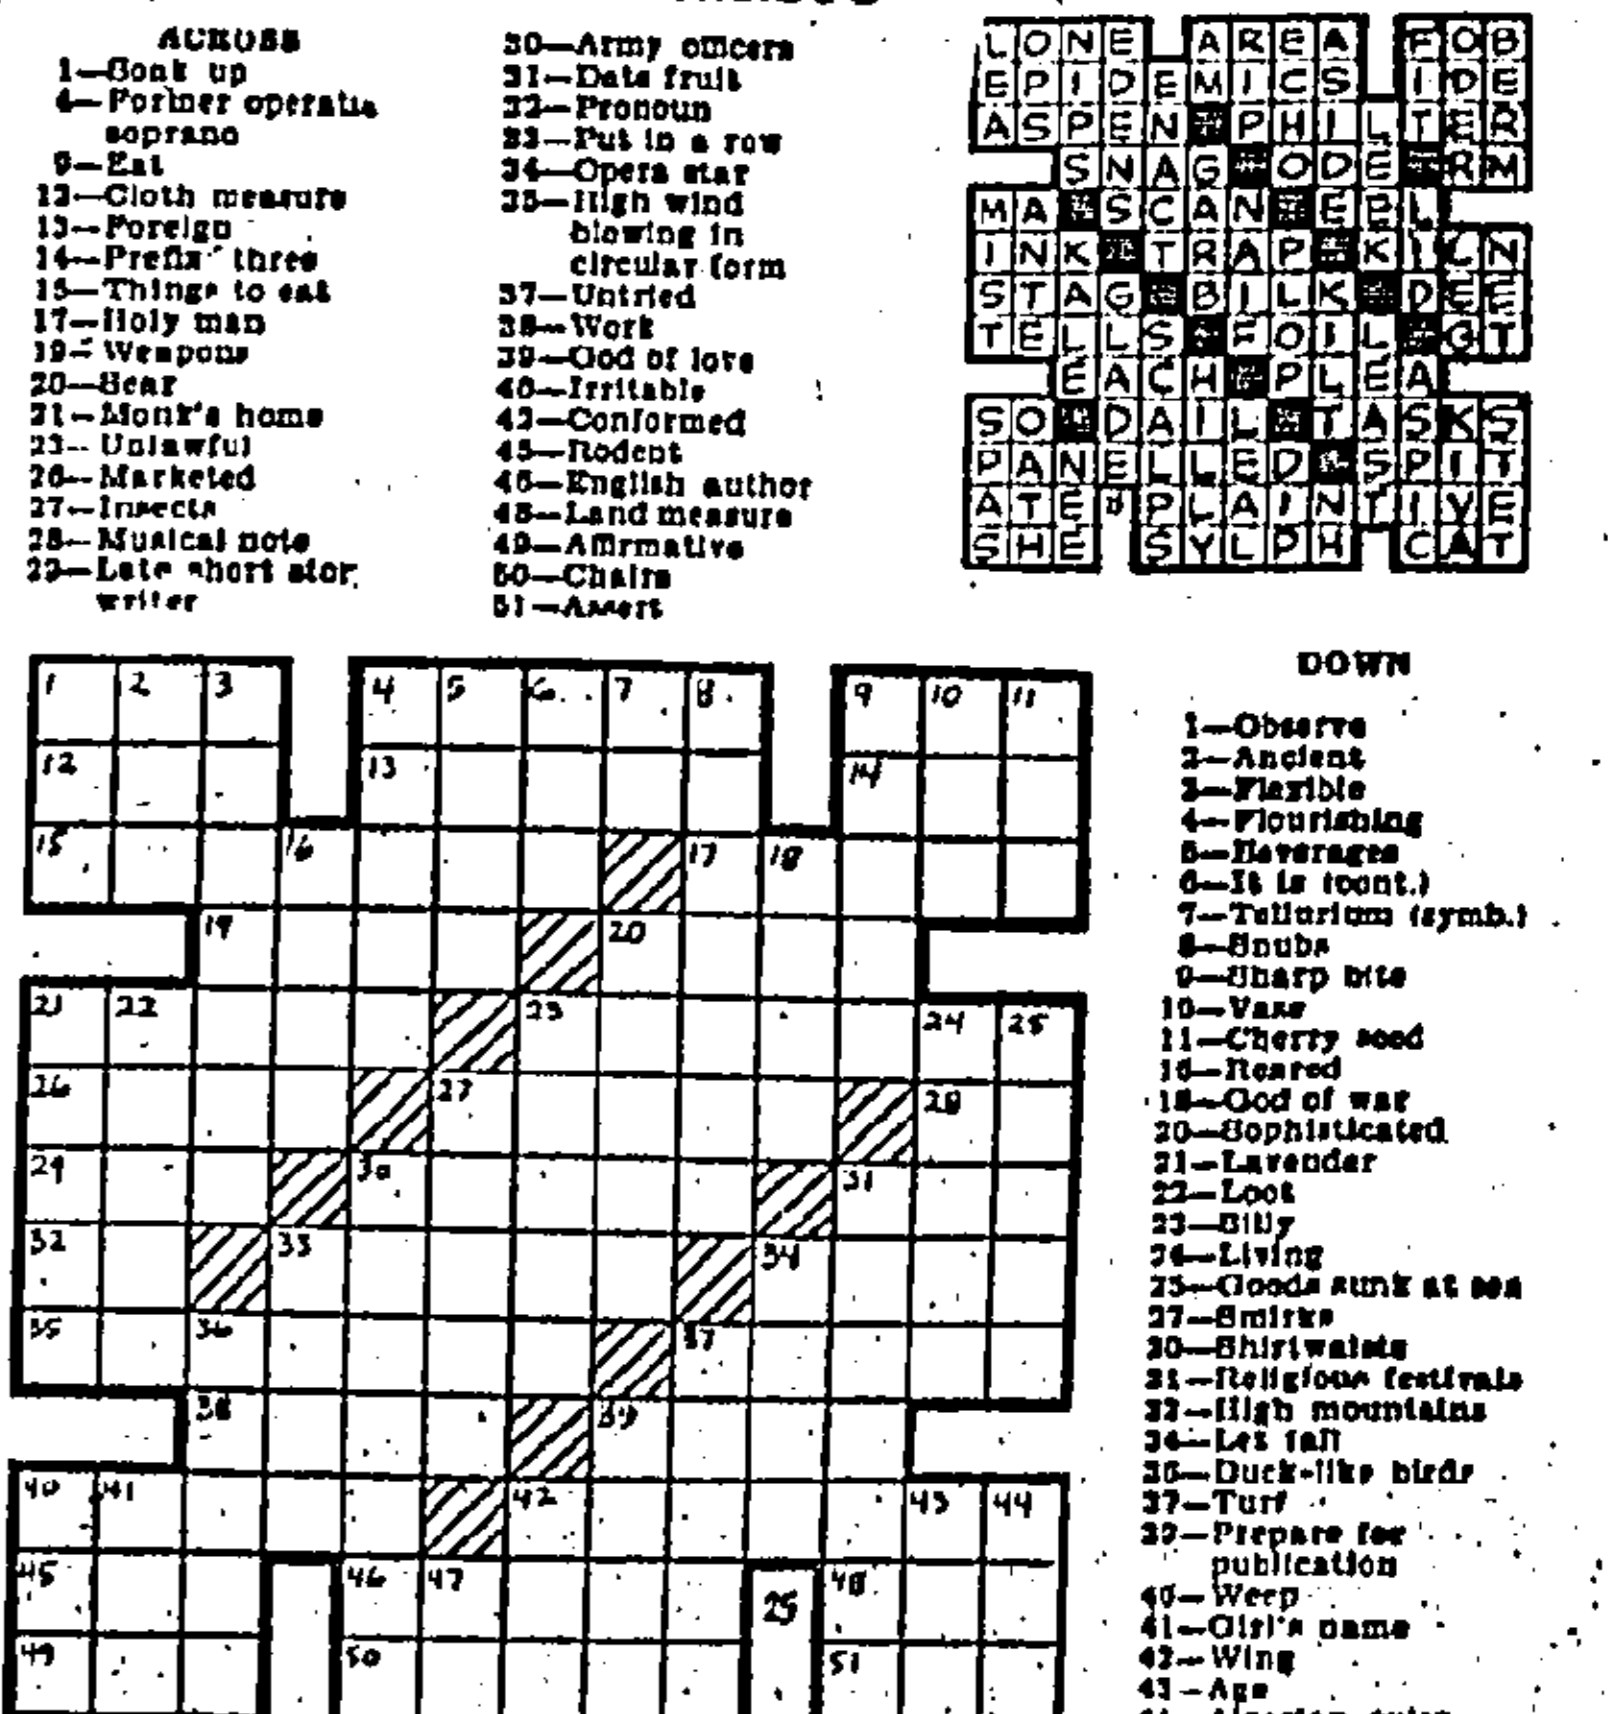 ACROSS
1—Soak up
4—Former operatic
soprano
9—Eat
12—Cloth measure
13—Foreign
14—Prefix three
15—Things to eat
17—Holy man
19—Weapons
20—Sear
21—Monk's home
23—Unlawful
26—Marketed
27—Insects
28—Musical note
29—Late short stor
writer
30—Army officers
31—Date fruit
32—Pronoun
33—Put in a row
34—Opera star
35—High wind
blowing in
circular form
37—Untried
38—Work
39—God of love
40—Irritable
42—Conformed
45—Rodent
46—English author
48—Land measure
49—Affirmative
50—Chairs
51—Assert
LONE AREA FOB
EPIDEMICS IDE
ASPEN PHILTER
SNAG ODE RM
MA SCAN EBL
INK TRAP KILN
STAG BILK DEE
TELLS FOIL GT
EACH PLEA
SO DAIL TASKS
PANELLED SPIT
ATE PLAINTIVE
SHE SYLPH CAT
1 2 3 4 5 6 7 8 9 10 11
12 13 14
15 16 17 18
19 20
21 22 23 24 25
26 27 28
29 30 31
32 33 34
35 36 37
38 39
40 41 42 43 44
45 46 47 25 48
49 50 51
DOWN
1—Observe
2—Ancient
3—Flexible
4—Flourishing
5—Beverages
6—It is (cont.)
7—Tellurium (symb.)
8—Snubs
9—Sharp bite
10—Vase
11—Cherry seed
16—Reared
18—God of war
20—Sophisticated
21—Lavender
22—Loot
23—Billy
24—Living
25—Goods sunk at sea
27—Smirks
30—Shirtwaists
31—Religious festivals
33—High mountains
34—Let fall
36—Duck-like birds
37—Turf
39—Prepare for
publication
40—Weep
41—Girl's name
42—Wing
43—Age